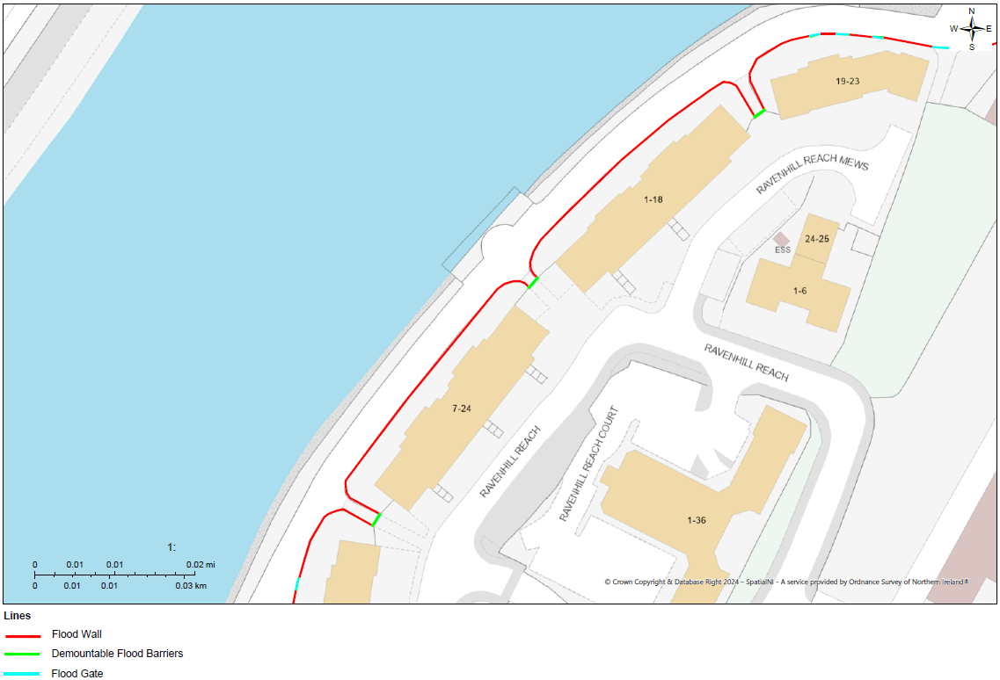 N
W E
S
19-23
RAVENHILL REACH MEWS
1-18
24-25
ESS
1-6
RAVENHILL REACH
7-24
RAVENHILL REACH
RAVENHILL REACH COURT
1-36
1:
0 0.01 0.01 0.02 mi
0 0.01 0.01 0.03 km
© Crown Copyright & Database Right 2024 – SpatialNI - A service provided by Ordnance Survey of Northern Ireland®
Lines
Flood Wall
Demountable Flood Barriers
Flood Gate